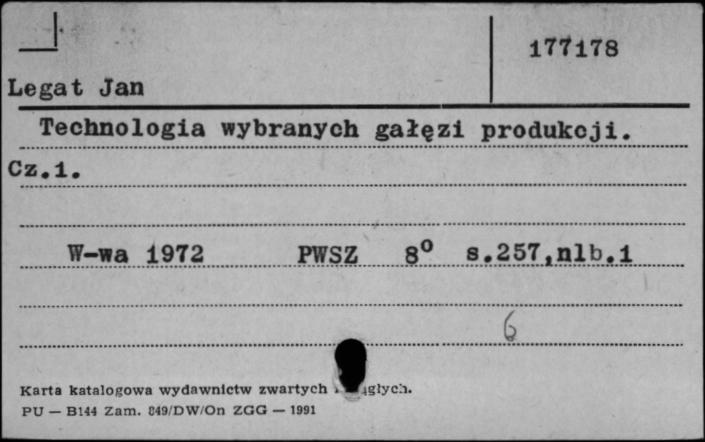 177178
Legat Jan
Technologia wybranych gałęzi produkcji.
Cz.1.
W-wa 1972 PWSZ 8° s.257,nlb.1
6
Karta katalogowa wydawnictw zwartych
PU — B144 Zam. 849/DW/On ZGG — 1991